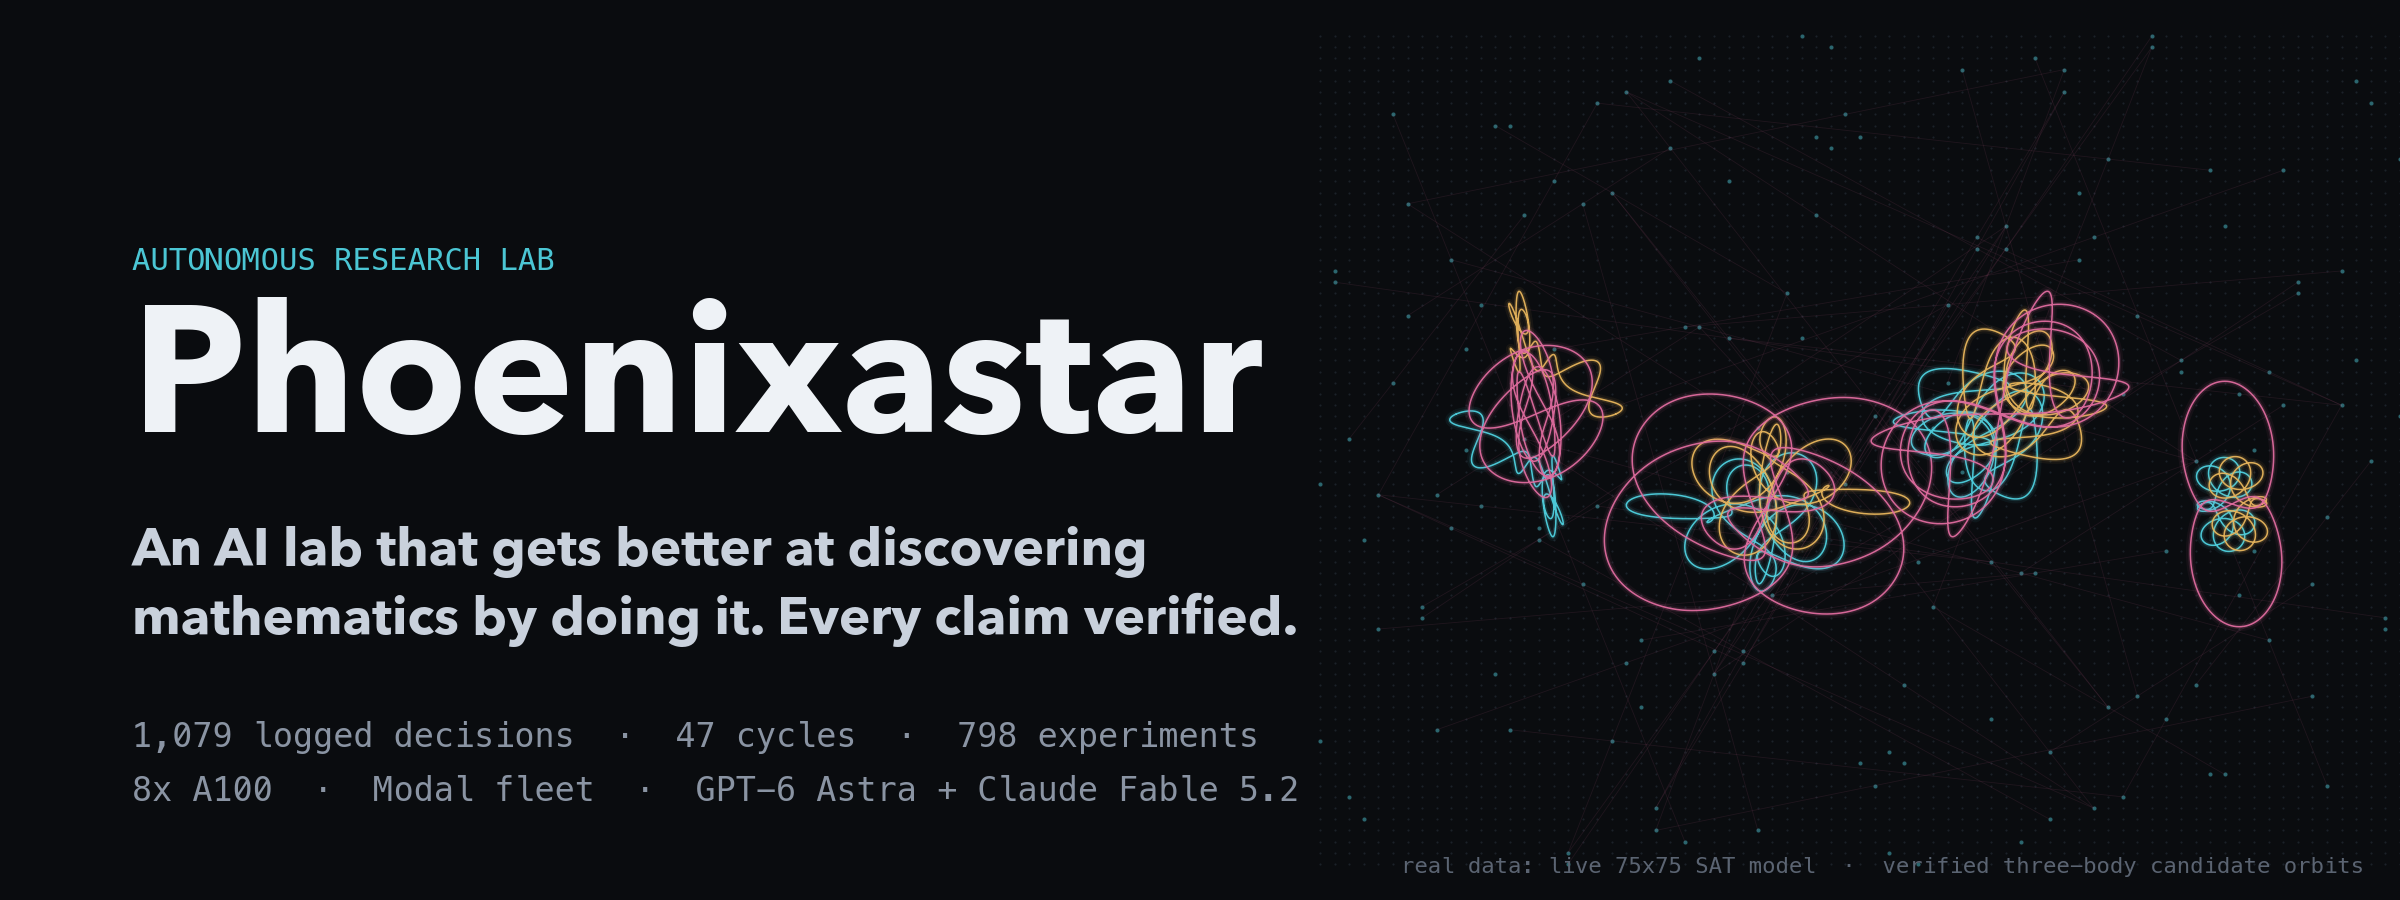 AUTONOMOUS RESEARCH LAB
Phoenixastar
An AI lab that gets better at discovering
mathematics by doing it. Every claim verified.
1,079 logged decisions · 47 cycles · 798 experiments
8x A100 · Modal fleet · GPT−6 Astra + Claude Fable 5.2
real data: live 75x75 SAT model · verified three−body candidate orbits